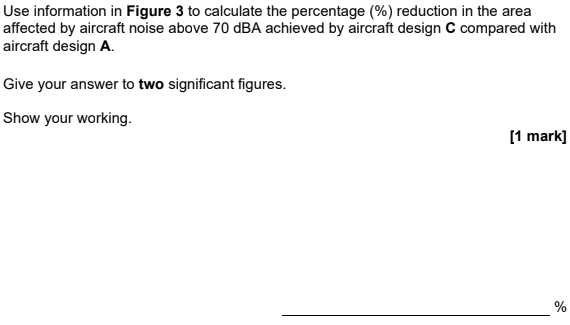 Use information in Figure 3 to calculate the percentage (%) reduction in the area
affected by aircraft noise above 70 dBA achieved by aircraft design C compared with
aircraft design A.
Give your answer to two significant figures.
Show your working.
[1 mark]
%